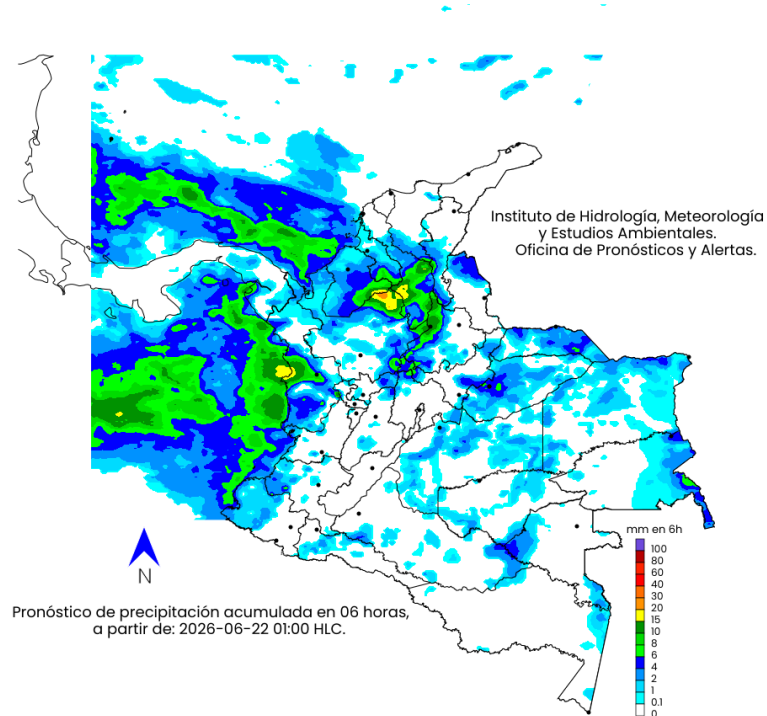 Instituto de Hidrología, Meteorología
y Estudios Ambientales.
Oficina de Pronósticos y Alertas.
N
Pronóstico de precipitación acumulada en 06 horas,
a partir de: 2026-06-22 01:00 HLC.
mm en 6h
100
80
60
40
30
20
15
10
8
6
4
2
1
0.1
0